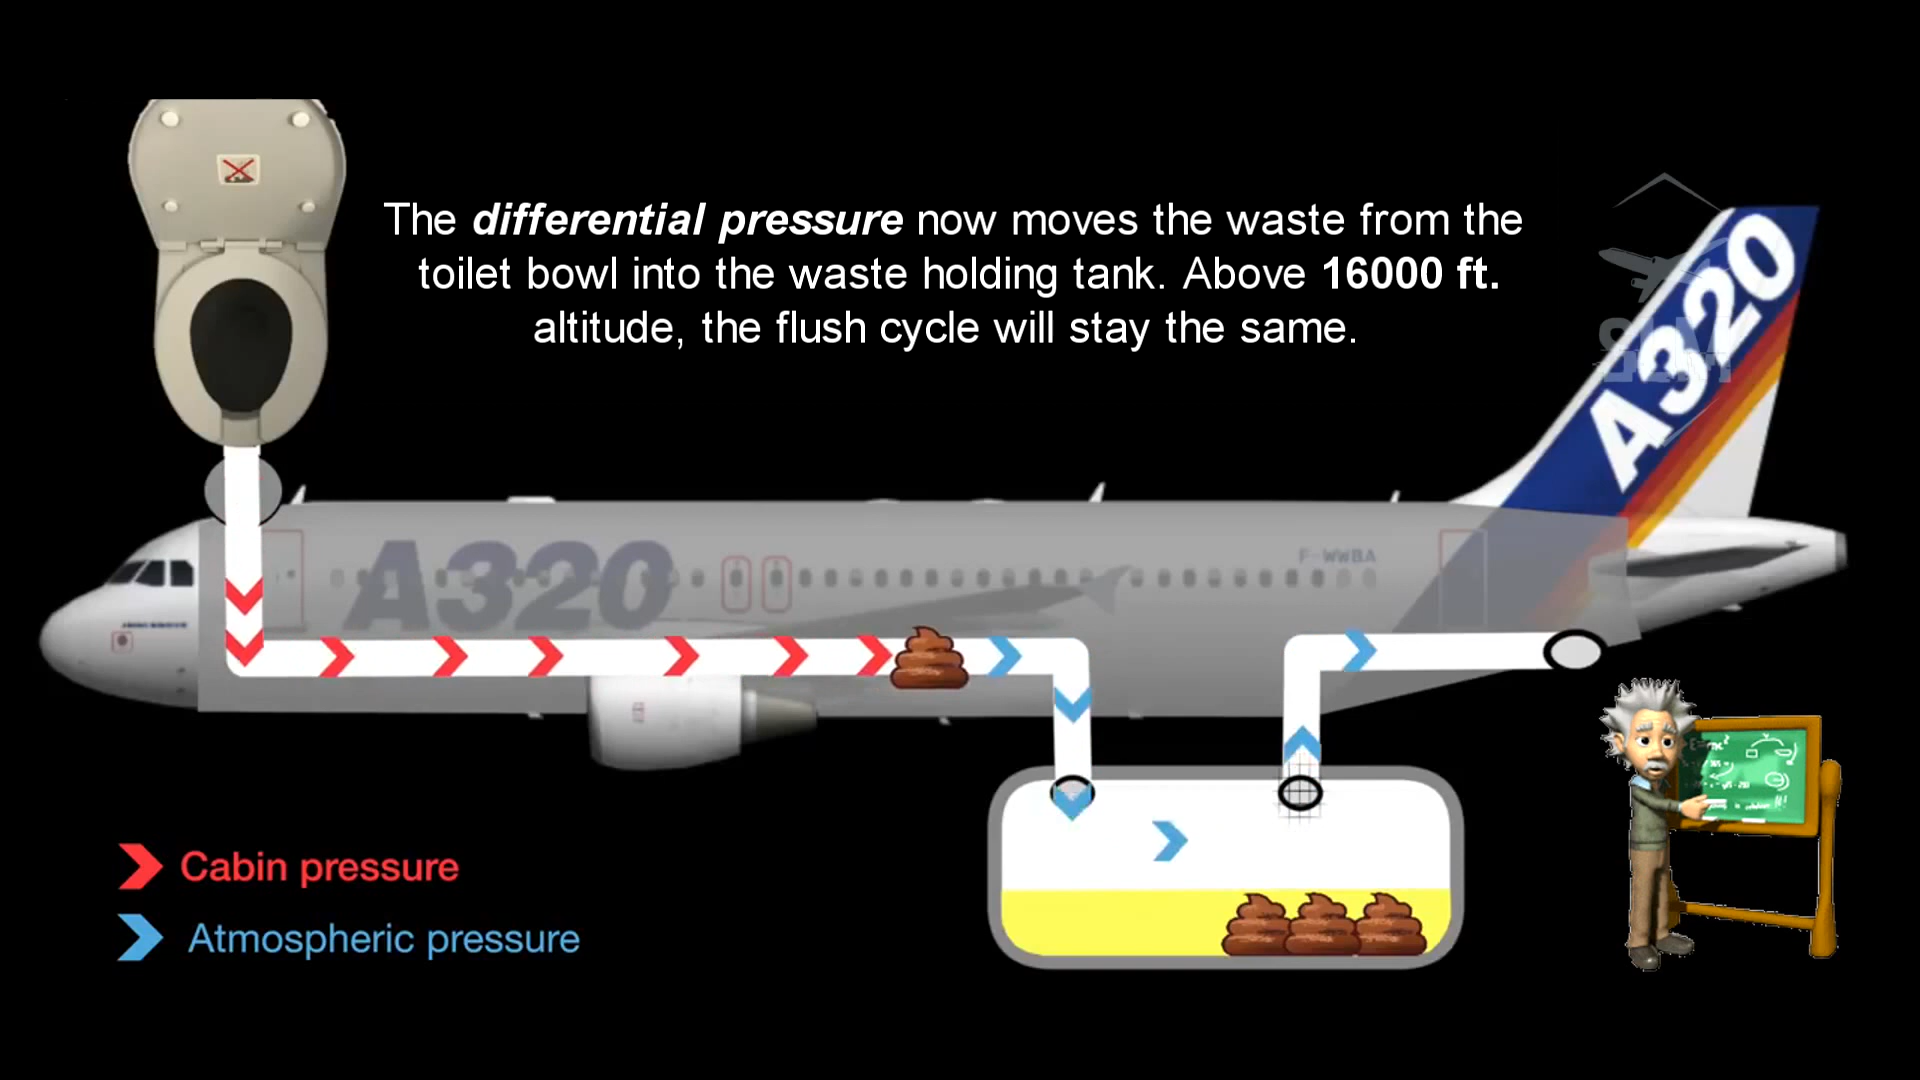 The differential pressure now moves the waste from the
toilet bowl into the waste holding tank. Above 16000 ft.
altitude, the flush cycle will stay the same.
A320
A320
F-WWBA
Cabin pressure
Atmospheric pressure